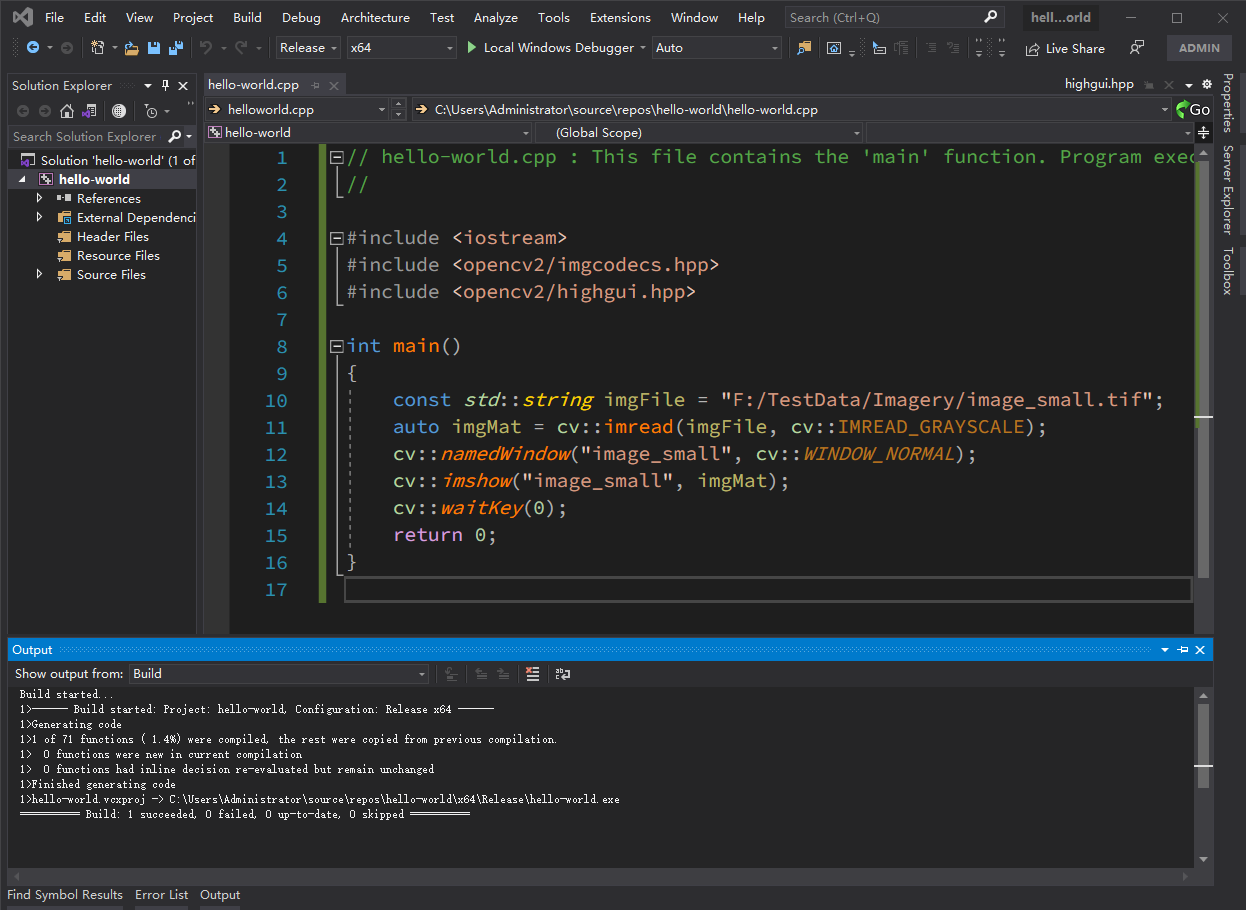 File Edit View Project Build Debug Architecture Test Analyze Tools Extensions Window Help Search (Ctrl+Q) hell...orld
Release x64 Local Windows Debugger Auto Live Share ADMIN
Solution Explorer
hello-world.cpp
highgui.hpp
helloworld.cpp
C:\Users\Administrator\source\repos\hello-world\hello-world.cpp
Go
Search Solution Explorer
hello-world
(Global Scope)
Solution 'hello-world' (1 of
hello-world
References
External Dependenci
Header Files
Resource Files
Source Files
1 // hello-world.cpp : This file contains the 'main' function. Program exec
2 //
3
4 #include <iostream>
5 #include <opencv2/imgcodecs.hpp>
6 #include <opencv2/highgui.hpp>
7
8 int main()
9 {
10 const std::string imgFile = "F:/TestData/Imagery/image_small.tif";
11 auto imgMat = cv::imread(imgFile, cv::IMREAD_GRAYSCALE);
12 cv::namedWindow("image_small", cv::WINDOW_NORMAL);
13 cv::imshow("image_small", imgMat);
14 cv::waitKey(0);
15 return 0;
16 }
17
Properties
Server Explorer
Toolbox
Output
Show output from: Build
Build started...
1>------ Build started: Project: hello-world, Configuration: Release x64 ------
1>Generating code
1>1 of 71 functions ( 1.4%) were compiled, the rest were copied from previous compilation.
1>  0 functions were new in current compilation
1>  0 functions had inline decision re-evaluated but remain unchanged
1>Finished generating code
1>hello-world.vcxproj -> C:\Users\Administrator\source\repos\hello-world\x64\Release\hello-world.exe
========== Build: 1 succeeded, 0 failed, 0 up-to-date, 0 skipped ==========
Find Symbol Results Error List Output